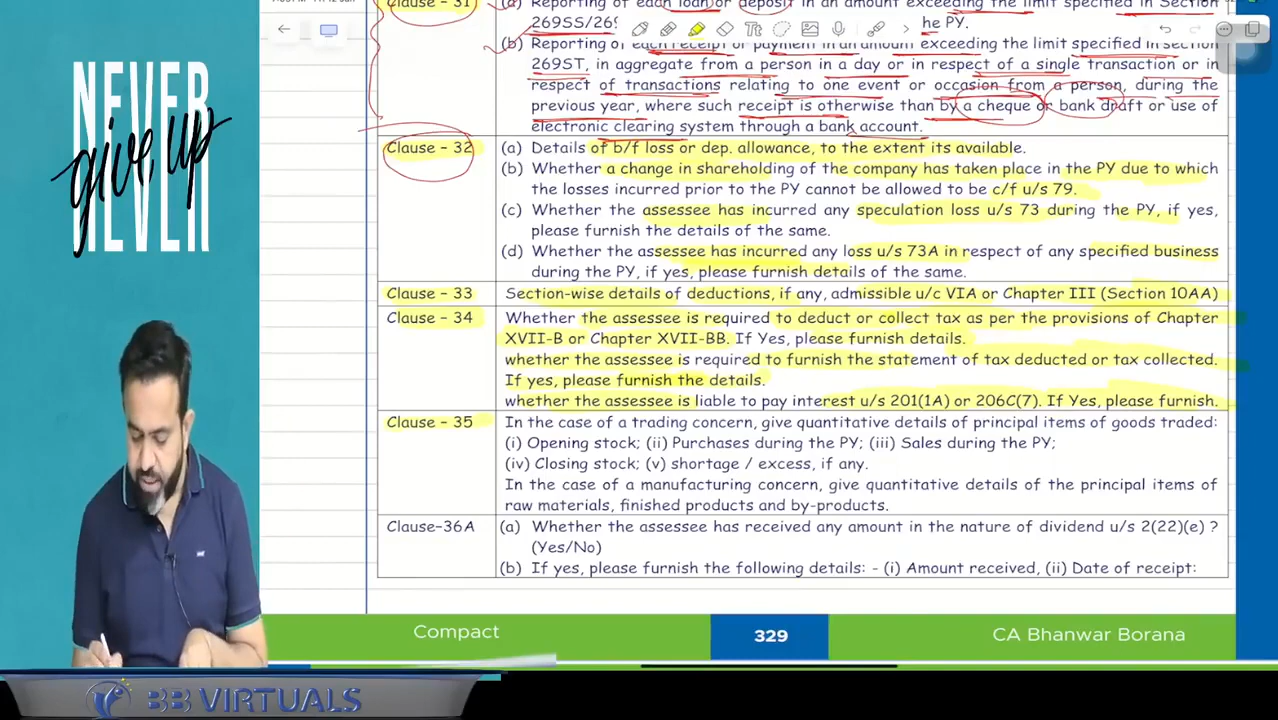 Clause – 31
(a) Reporting of each loan or deposit in an amount exceeding the limit specified in Section
269SS/269 he PY.
(b) Reporting of each receipt or payment in an amount exceeding the limit specified in Section
269ST, in aggregate from a person in a day or in respect of a single transaction or in
respect of transactions relating to one event or occasion from a person, during the
previous year, where such receipt is otherwise than by a cheque or bank draft or use of
electronic clearing system through a bank account.
Clause – 32
(a) Details of b/f loss or dep. allowance, to the extent its available.
(b) Whether a change in shareholding of the company has taken place in the PY due to which
the losses incurred prior to the PY cannot be allowed to be c/f u/s 79.
(c) Whether the assessee has incurred any speculation loss u/s 73 during the PY, if yes,
please furnish the details of the same.
(d) Whether the assessee has incurred any loss u/s 73A in respect of any specified business
during the PY, if yes, please furnish details of the same.
Clause – 33
Section-wise details of deductions, if any, admissible u/c VIA or Chapter III (Section 10AA)
Clause – 34
Whether the assessee is required to deduct or collect tax as per the provisions of Chapter
XVII-B or Chapter XVII-BB. If Yes, please furnish details.
whether the assessee is required to furnish the statement of tax deducted or tax collected.
If yes, please furnish the details.
whether the assessee is liable to pay interest u/s 201(1A) or 206C(7). If Yes, please furnish.
Clause – 35
In the case of a trading concern, give quantitative details of principal items of goods traded:
(i) Opening stock; (ii) Purchases during the PY; (iii) Sales during the PY;
(iv) Closing stock; (v) shortage / excess, if any.
In the case of a manufacturing concern, give quantitative details of the principal items of
raw materials, finished products and by-products.
Clause–36A
(a) Whether the assessee has received any amount in the nature of dividend u/s 2(22)(e) ?
(Yes/No)
(b) If yes, please furnish the following details: - (i) Amount received, (ii) Date of receipt:
Compact
329
CA Bhanwar Borana
NEVER
give up
NEVER
BB VIRTUALS